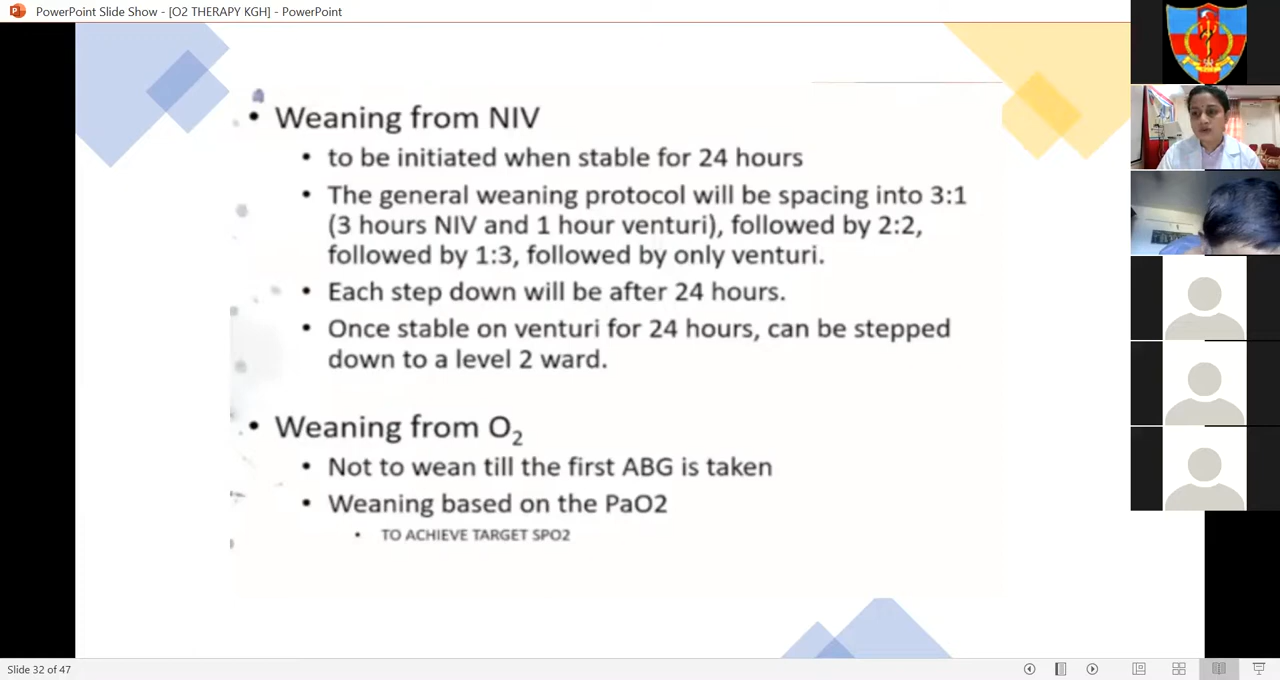 PowerPoint Slide Show - [O2 THERAPY KGH] - PowerPoint
• Weaning from NIV
• to be initiated when stable for 24 hours
• The general weaning protocol will be spacing into 3:1
(3 hours NIV and 1 hour venturi), followed by 2:2,
followed by 1:3, followed by only venturi.
• Each step down will be after 24 hours.
• Once stable on venturi for 24 hours, can be stepped
down to a level 2 ward.
• Weaning from O₂
• Not to wean till the first ABG is taken
• Weaning based on the PaO2
• TO ACHIEVE TARGET SPO2
Slide 32 of 47